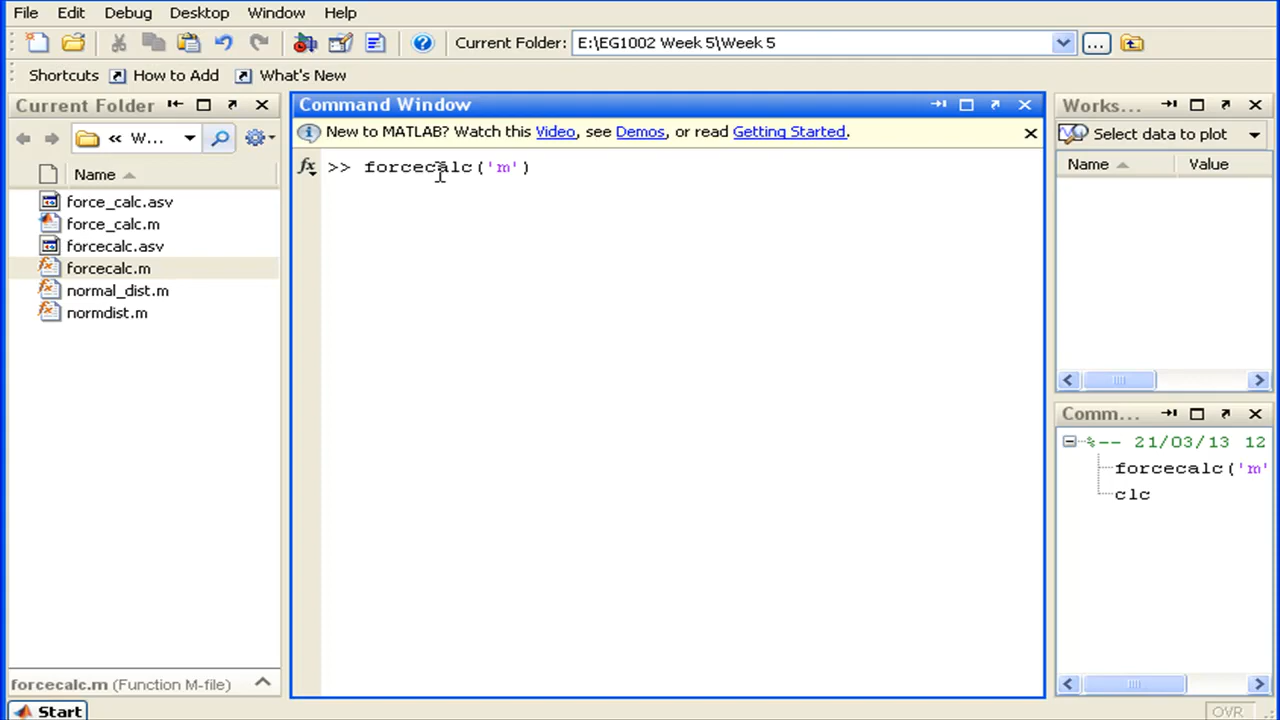 File Edit Debug Desktop Window Help
Current Folder: E:\EG1002 Week 5\Week 5 ...
Shortcuts How to Add What's New
Current Folder
« W...
Name
force_calc.asv
force_calc.m
forcecalc.asv
forcecalc.m
normal_dist.m
normdist.m
forcecalc.m (Function M-file)
Command Window
New to MATLAB? Watch this Video, see Demos, or read Getting Started.
fx >> forcecalc('m')
Works...
Select data to plot
Name Value
Comm...
%-- 21/03/13 12
forcecalc('m'
clc
Start
OVR